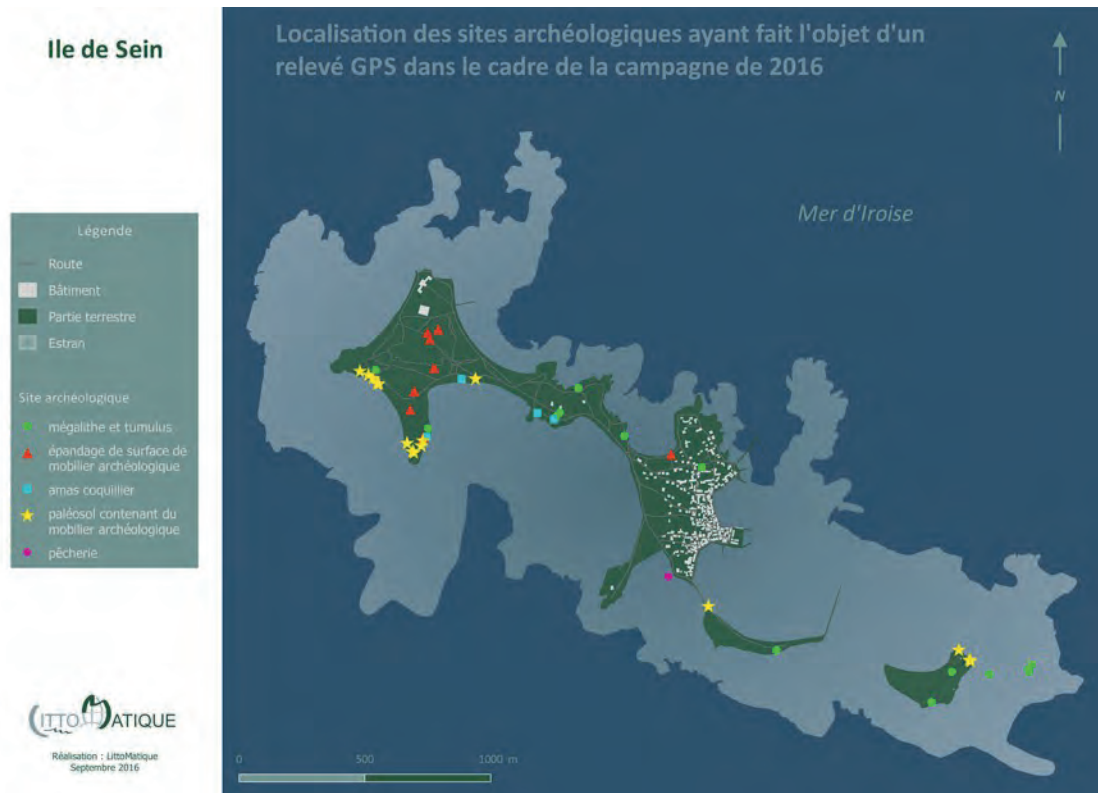 Ile de Sein
Localisation des sites archéologiques ayant fait l'objet d'un
relevé GPS dans le cadre de la campagne de 2016
N
Mer d'Iroise
Légende
Route
Bâtiment
Partie terrestre
Estran
Site archéologique
mégalithe et tumulus
épandage de surface de
mobilier archéologique
amas coquillier
paléosol contenant du
mobilier archéologique
pêcherie
LITTOMATIQUE
Réalisation : LittoMatique
Septembre 2016
0 500 1000 m